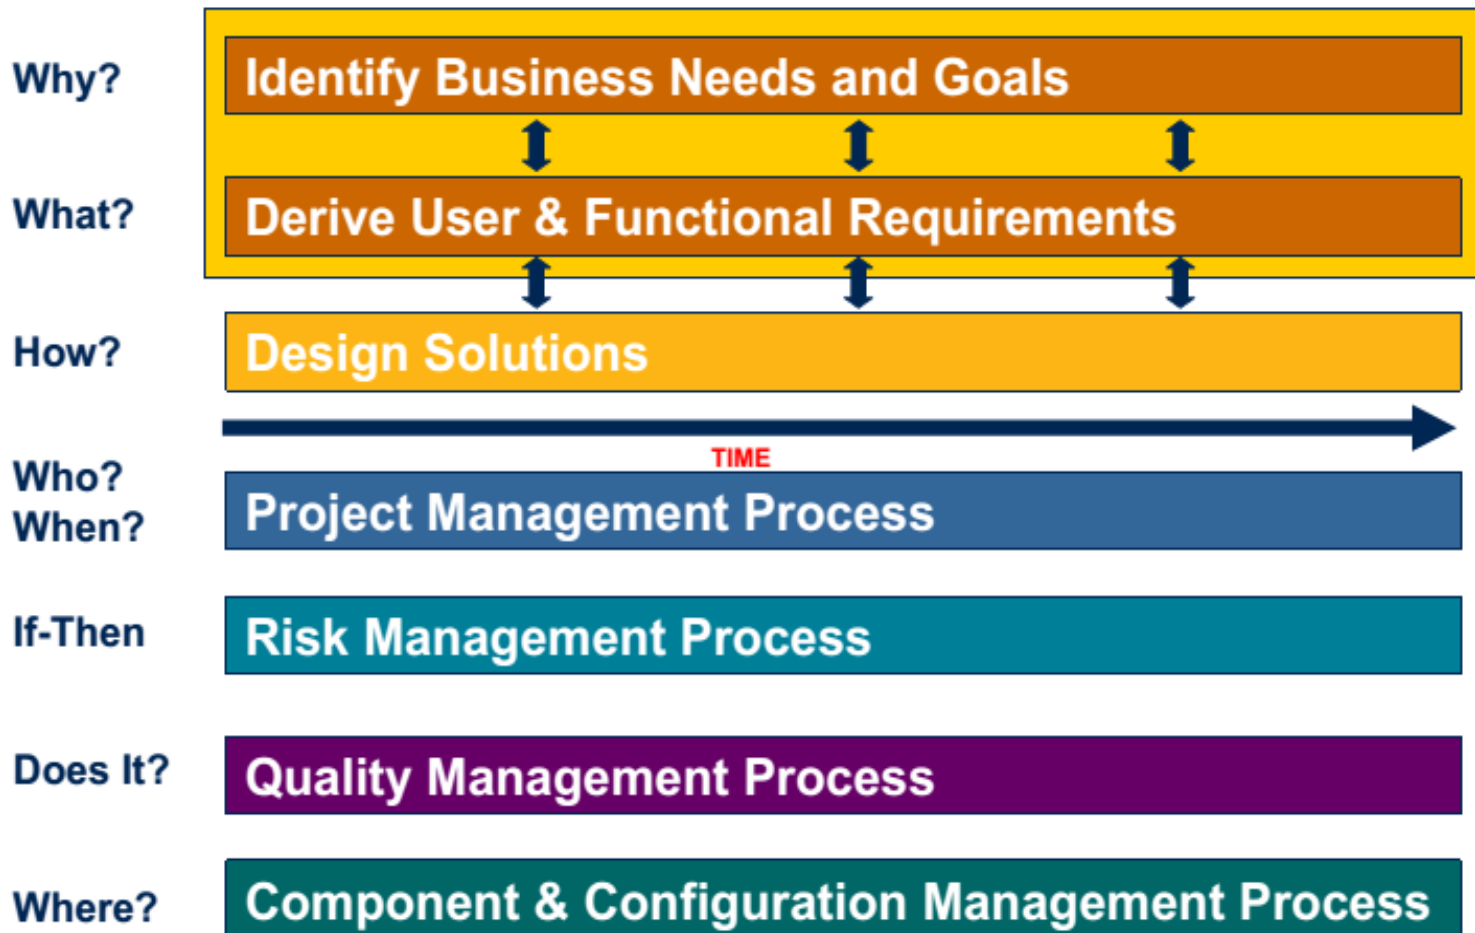 Why?
Identify Business Needs and Goals
What?
Derive User & Functional Requirements
How?
Design Solutions
TIME
Who?
When?
Project Management Process
If-Then
Risk Management Process
Does It?
Quality Management Process
Where?
Component & Configuration Management Process